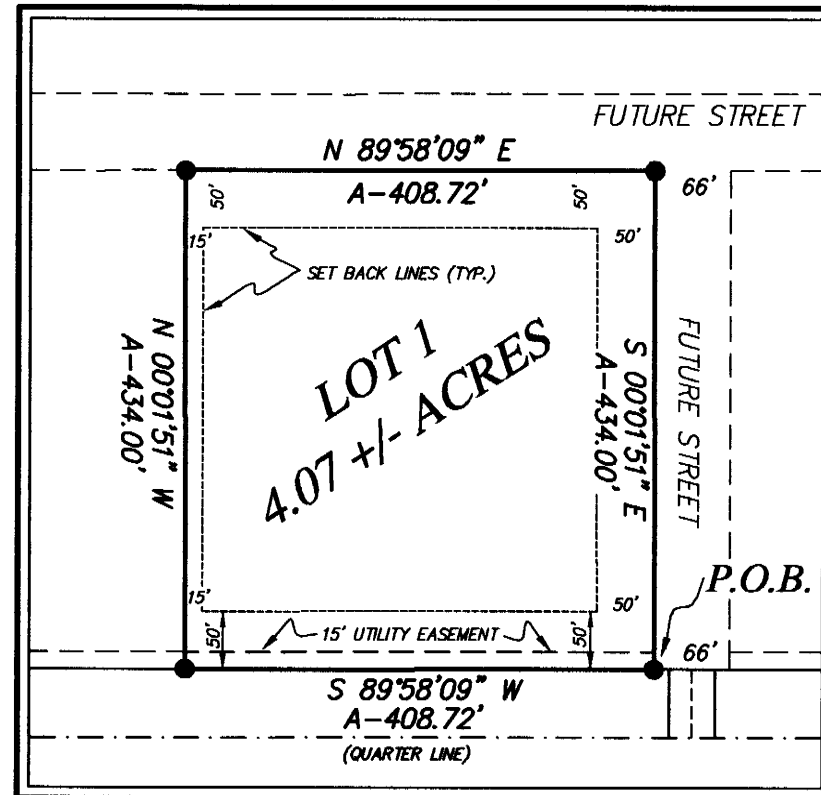 FUTURE STREET
N 89°58'09" E
A-408.72'
66'
50'
50'
15'
50'
SET BACK LINES (TYP.)
LOT 1
4.07 +/- ACRES
N 00°01'51" W
A-434.00'
S 00°01'51" E
A-434.00'
FUTURE STREET
P.O.B.
15'
50'
50'
15' UTILITY EASEMENT
50'
66'
S 89°58'09" W
A-408.72'
(QUARTER LINE)